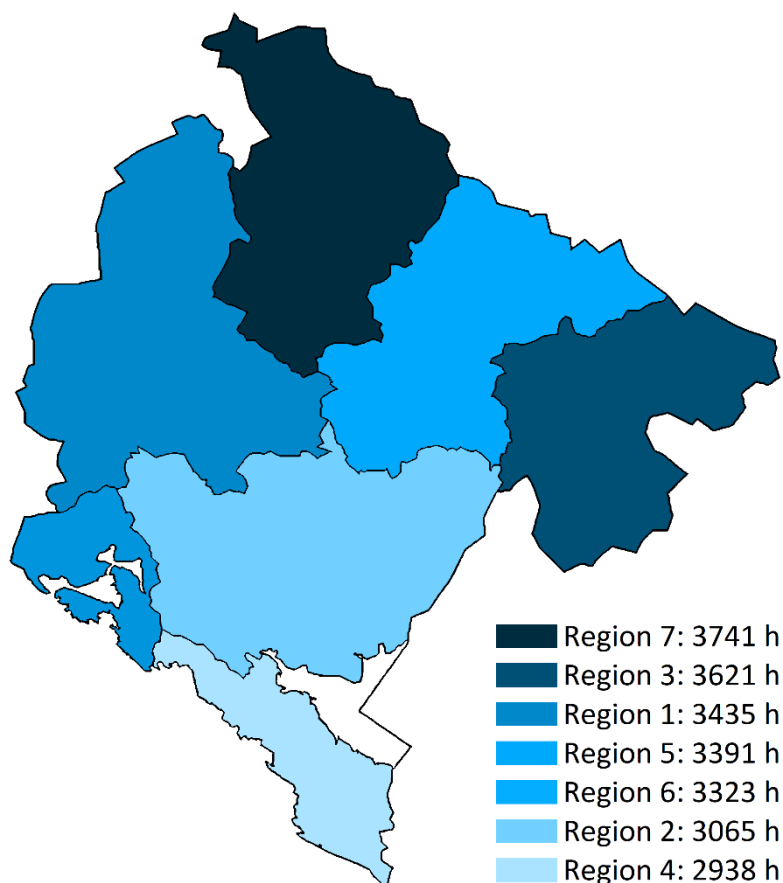 Region 7: 3741 h
Region 3: 3621 h
Region 1: 3435 h
Region 5: 3391 h
Region 6: 3323 h
Region 2: 3065 h
Region 4: 2938 h